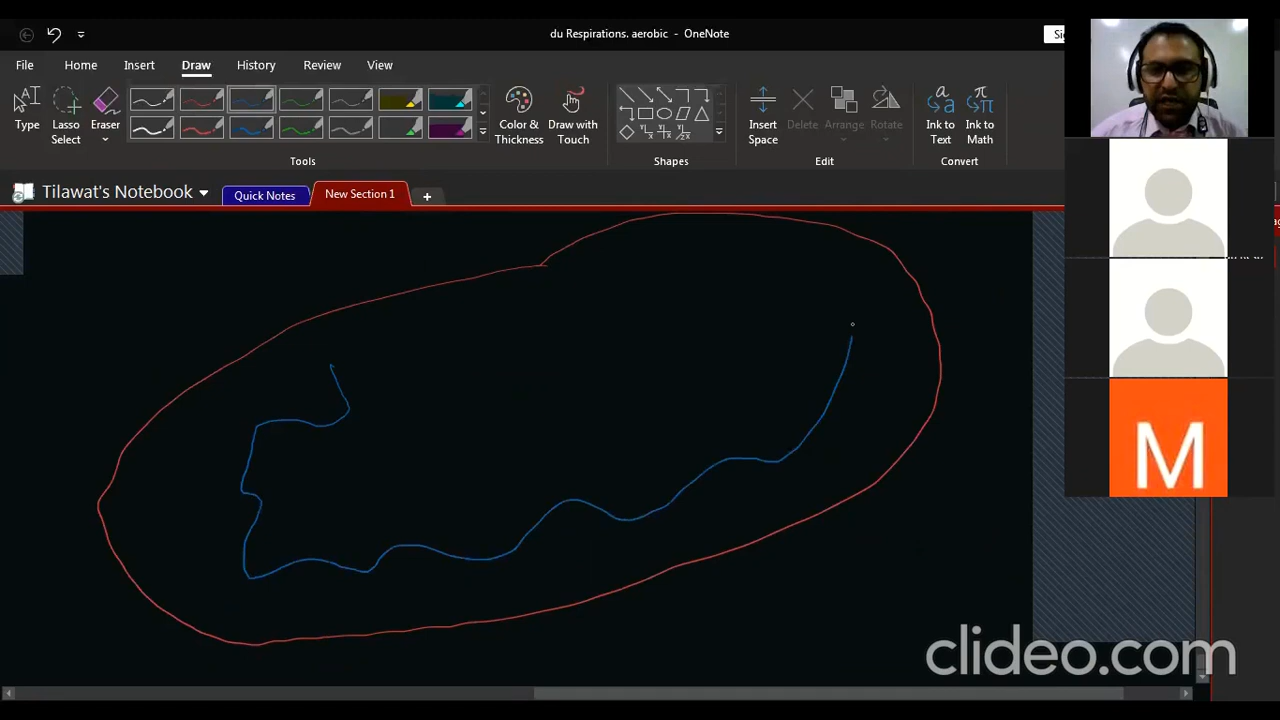 du Respirations. aerobic - OneNote
File Home Insert Draw History Review View
Type
Lasso Select
Eraser
Color & Thickness
Draw with Touch
Insert Space
Delete
Arrange
Rotate
Ink to Text
Ink to Math
Tools
Shapes
Edit
Convert
Tilawat's Notebook
Quick Notes
New Section 1
M
clideo.com